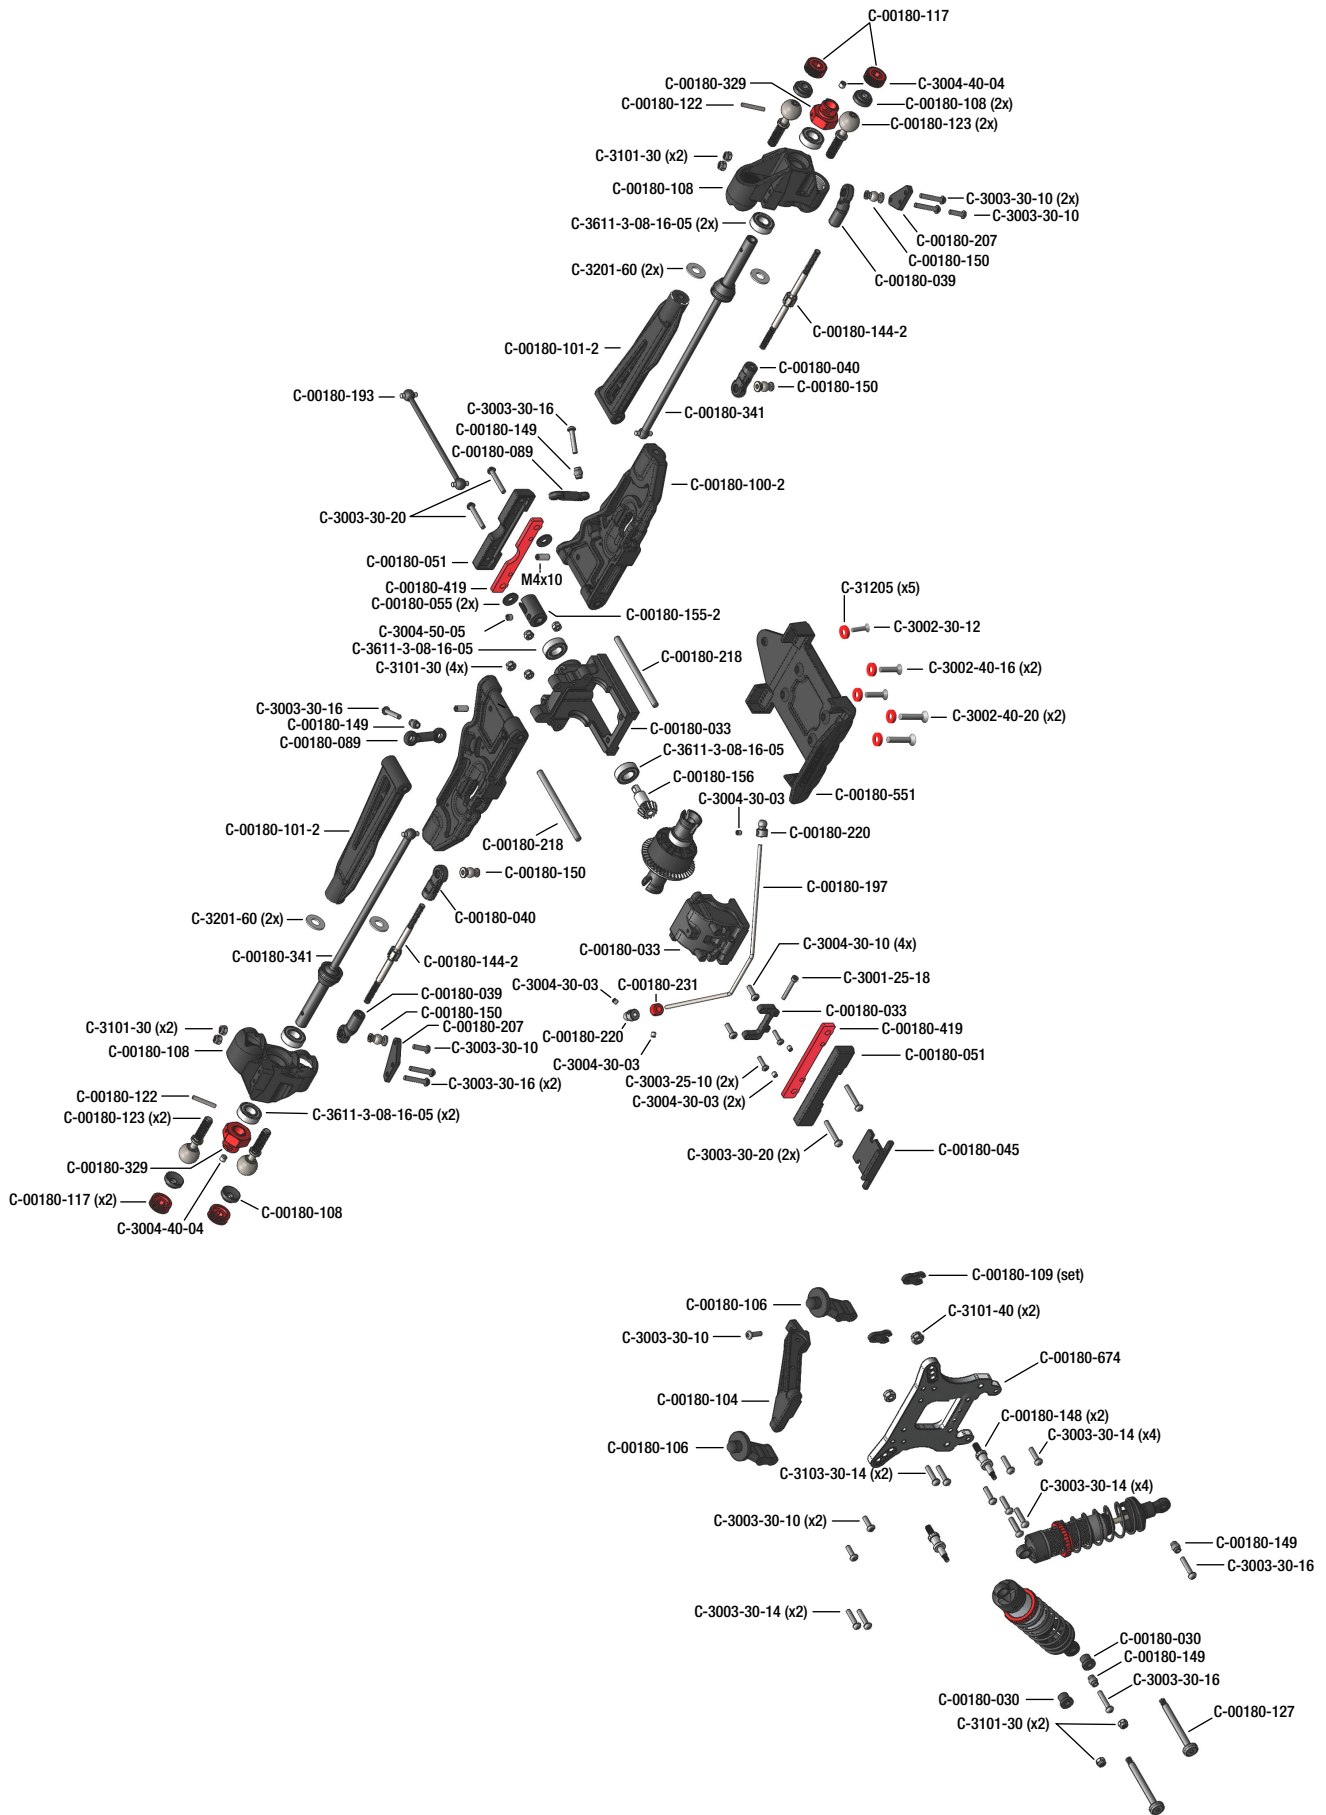 C-00180-117
C-00180-329
C-3004-40-04
C-00180-122
C-00180-108 (2x)
C-00180-123 (2x)
C-3101-30 (x2)
C-00180-108
C-3003-30-10 (2x)
C-3003-30-10
C-3611-3-08-16-05 (2x)
C-00180-207
C-00180-150
C-3201-60 (2x)
C-00180-039
C-00180-144-2
C-00180-101-2
C-00180-040
C-00180-150
C-00180-193
C-3003-30-16
C-00180-341
C-00180-149
C-00180-089
C-00180-100-2
C-3003-30-20
C-00180-051
M4x10
C-00180-419
C-31205 (x5)
C-00180-055 (2x)
C-00180-155-2
C-3002-30-12
C-3004-50-05
C-3611-3-08-16-05
C-00180-218
C-3101-30 (4x)
C-3002-40-16 (x2)
C-3003-30-16
C-00180-149
C-3002-40-20 (x2)
C-00180-033
C-00180-089
C-3611-3-08-16-05
C-00180-156
C-00180-551
C-3004-30-03
C-00180-101-2
C-00180-220
C-00180-218
C-00180-150
C-00180-197
C-3201-60 (2x)
C-00180-040
C-3004-30-10 (4x)
C-00180-033
C-00180-341
C-00180-144-2
C-3001-25-18
C-3004-30-03
C-00180-231
C-00180-039
C-00180-150
C-00180-033
C-3101-30 (x2)
C-00180-207
C-00180-419
C-00180-220
C-00180-108
C-3003-30-10
C-00180-051
C-3004-30-03
C-3003-25-10 (2x)
C-3003-30-16 (x2)
C-00180-122
C-3004-30-03 (2x)
C-00180-123 (x2)
C-3611-3-08-16-05 (x2)
C-3003-30-20 (2x)
C-00180-045
C-00180-329
C-00180-117 (x2)
C-00180-108
C-3004-40-04
C-00180-109 (set)
C-00180-106
C-3101-40 (x2)
C-3003-30-10
C-00180-674
C-00180-104
C-00180-148 (x2)
C-3003-30-14 (x4)
C-00180-106
C-3103-30-14 (x2)
C-3003-30-14 (x4)
C-3003-30-10 (x2)
C-00180-149
C-3003-30-16
C-3003-30-14 (x2)
C-00180-030
C-00180-149
C-3003-30-16
C-00180-030
C-00180-127
C-3101-30 (x2)